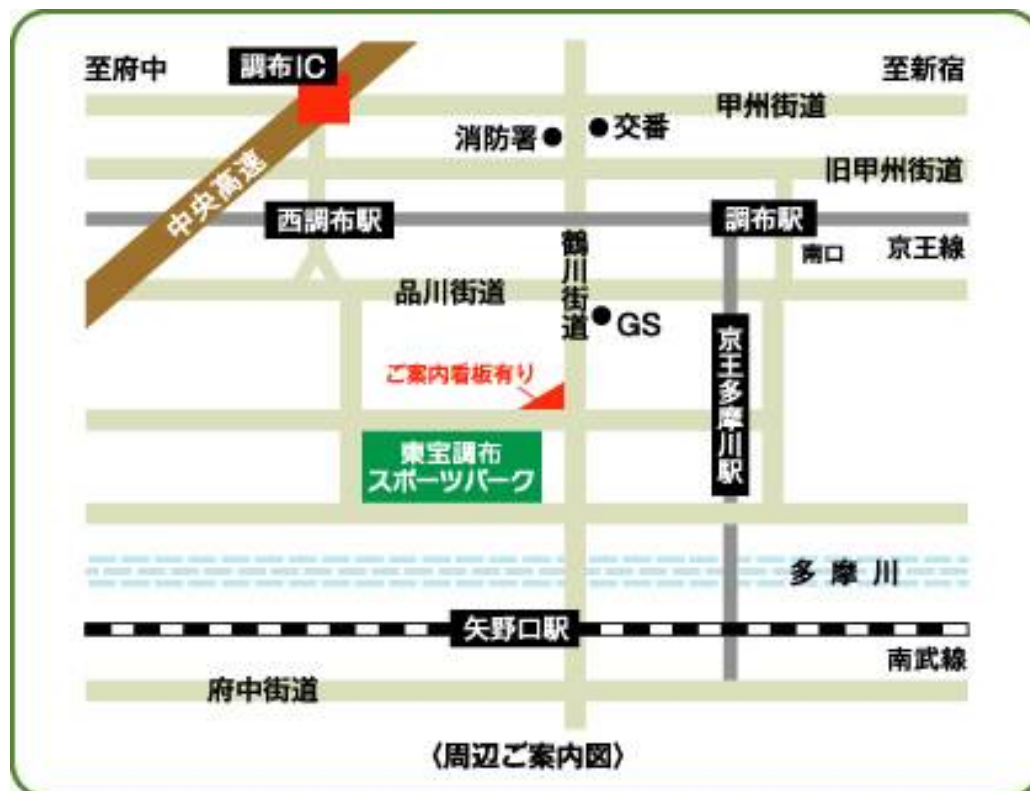 至府中
調布IC
至新宿
甲州街道
消防署
交番
旧甲州街道
中央高速
西調布駅
調布駅
南口
京王線
鶴川街道
品川街道
GS
京王多摩川駅
ご案内看板有り
東宝調布
スポーツパーク
多摩川
矢野口駅
南武線
府中街道
〈周辺ご案内図〉